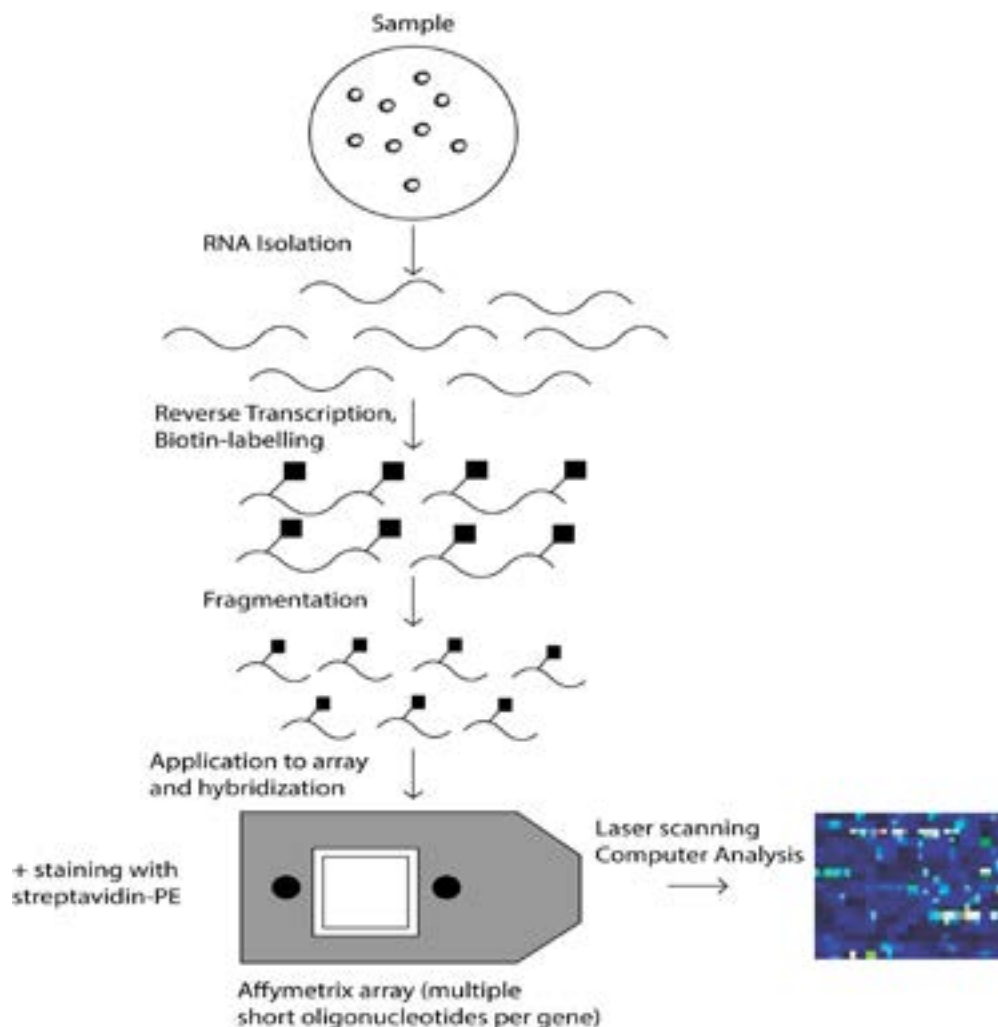 Sample
RNA Isolation
Reverse Transcription,
Biotin-labelling
Fragmentation
Application to array
and hybridization
+ staining with
streptavidin-PE
Laser scanning
Computer Analysis
Affymetrix array (multiple
short oligonucleotides per gene)